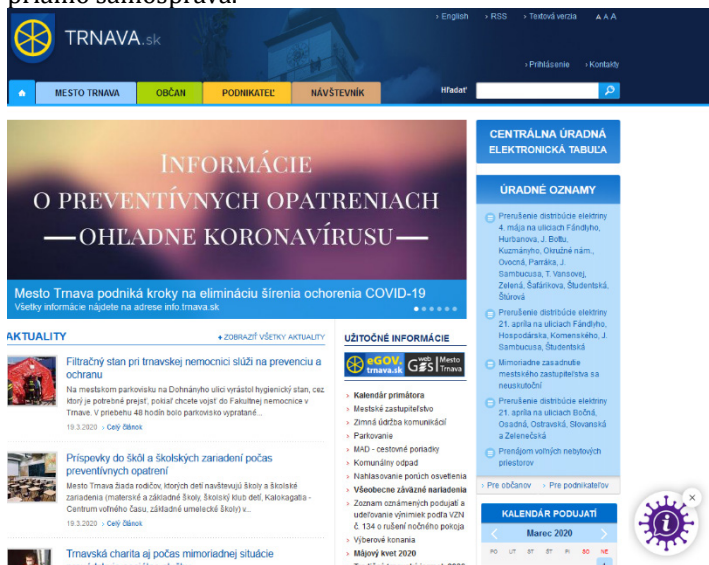 priamo samospráva.
TRNAVA.sk
› English › RSS › Textová verzia A A A
› Prihlásenie › Kontakty
MESTO TRNAVA OBČAN PODNIKATEĽ NÁVŠTEVNÍK Hľadať
INFORMÁCIE
O PREVENTÍVNYCH OPATRENIACH
— OHĽADNE KORONAVÍRUSU —
Mesto Trnava podniká kroky na elimináciu šírenia ochorenia COVID-19
Všetky informácie nájdete na adrese info.trnava.sk
AKTUALITY
+ ZOBRAZIŤ VŠETKY AKTUALITY
Filtračný stan pri trnavskej nemocnici slúži na prevenciu a
ochranu
Na mestskom parkovisku na Dohnányho ulici vyrástol hygienický stan, cez
ktorý je potrebné prejsť, pokiaľ chcete vojsť do Fakultnej nemocnice v
Trnave. V priebehu 48 hodín bolo parkovisko vypratané...
19.3.2020 › Celý článok
Príspevky do škôl a školských zariadení počas
preventívnych opatrení
Mesto Trnava žiada rodičov, ktorých deti navštevujú školy a školské
zariadenia (materské a základné školy, školský klub detí, Kalokagatia -
Centrum voľného času, základné umelecké školy) v...
19.3.2020 › Celý článok
Trnavská charita aj počas mimoriadnej situácie
UŽITOČNÉ INFORMÁCIE
eGOV.
trnava.sk
web
GIS
Mesto
Trnava
› Kalendár primátora
› Mestské zastupiteľstvo
› Zimná údržba komunikácií
› Parkovanie
› MAD - cestovné poriadky
› Komunálny odpad
› Nahlasovanie porúch osvetlenia
› Všeobecne záväzné nariadenia
› Zoznam oznámených podujatí a
udeľovanie výnimiek podľa VZN
č. 134 o rušení nočného pokoja
› Výberové konania
› Májový kvet 2020
CENTRÁLNA ÚRADNÁ
ELEKTRONICKÁ TABUĽA
ÚRADNÉ OZNAMY
Prerušenie distribúcie elektriny
4. mája na uliciach Fándlyho,
Hurbanova, J. Bottu,
Kuzmányho, Okružné nám.,
Ovocná, Parráka, J.
Sambucusa, T. Vansovej,
Zelená, Šafárikova, Študentská,
Štúrova
Prerušenie distribúcie elektriny
21. apríla na uliciach Fándlyho,
Hospodárska, Komenského, J.
Sambucusa, Študentská
Mimoriadne zasadnutie
mestského zastupiteľstva sa
neuskutoční
Prerušenie distribúcie elektriny
21. apríla na uliciach Bočná,
Osadná, Ostravská, Slovanská
a Zelenečská
Prenájom voľných nebytových
priestorov
› Pre občanov › Pre podnikateľov
KALENDÁR PODUJATÍ
Marec 2020
PO UT ST ŠT PI SO NE
1